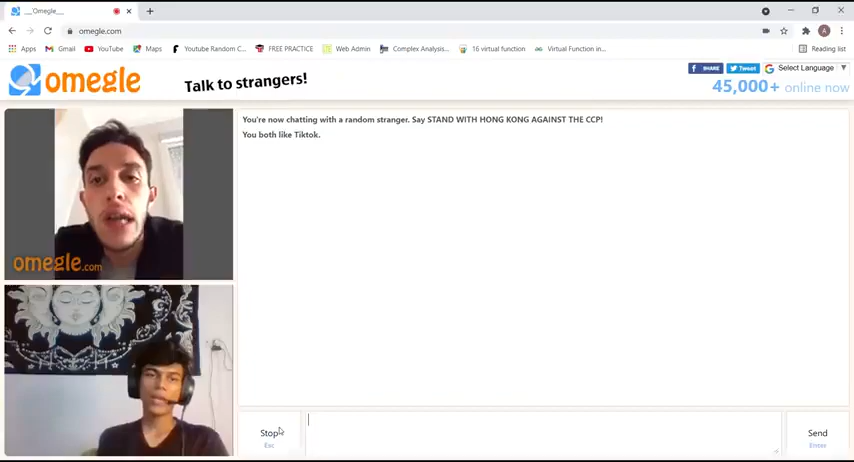 __'Omegle__
omegle.com
Apps
Gmail
YouTube
Maps
Youtube Random C...
FREE PRACTICE
Web Admin
Complex Analysis...
16 virtual function
Virtual Function in...
Reading list
omegle
Talk to strangers!
f SHARE
Tweet
G Select Language ▼
45,000+ online now
You're now chatting with a random stranger. Say STAND WITH HONG KONG AGAINST THE CCP!
You both like Tiktok.
omegle.com
Stop
Esc
Send
Enter